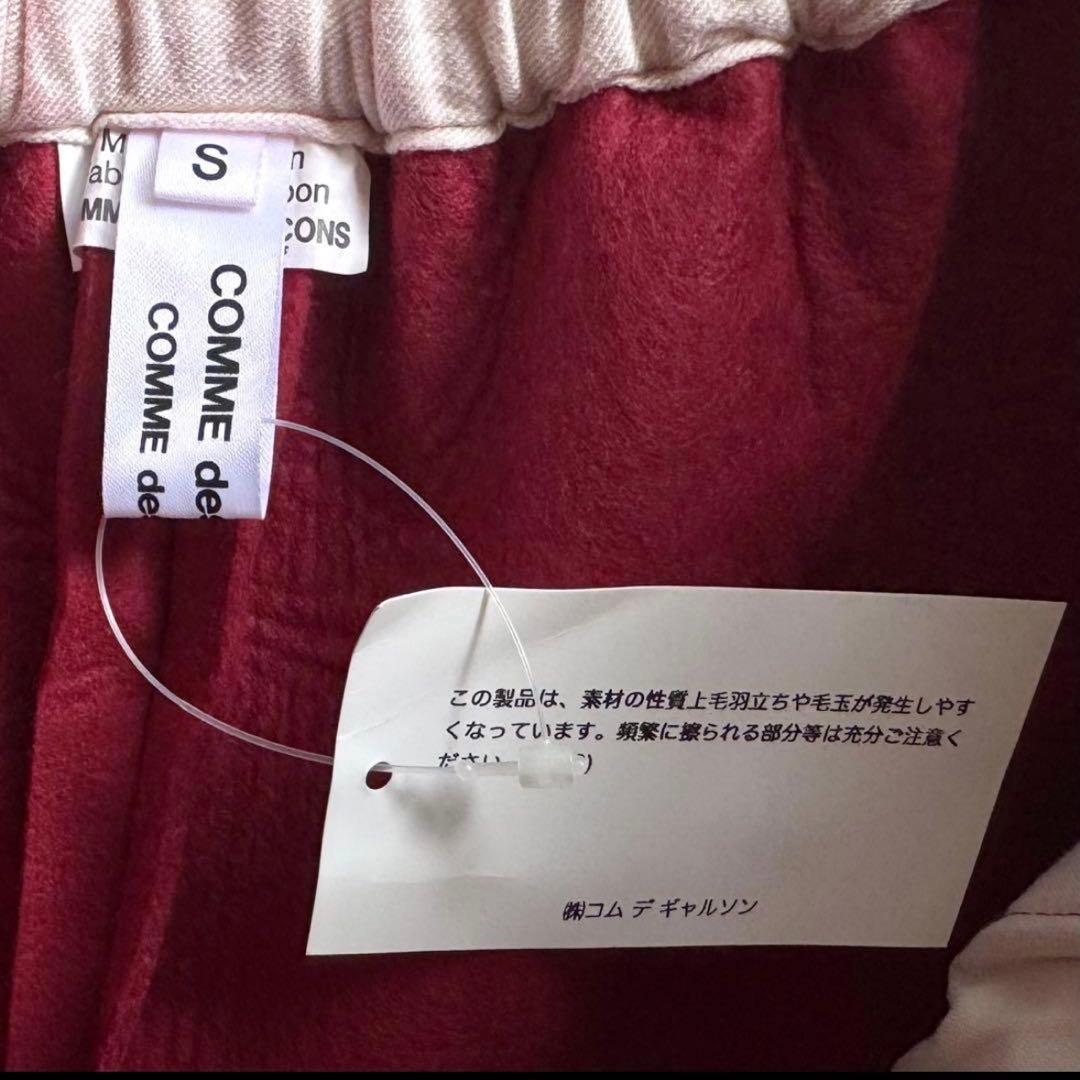 S
COMME des
COMME des
CONS
この製品は、素材の性質上毛羽立ちや毛玉が発生しやす
くなっています。頻繁に擦られる部分等は充分ご注意く
ださい
㈱コム デ ギャルソン